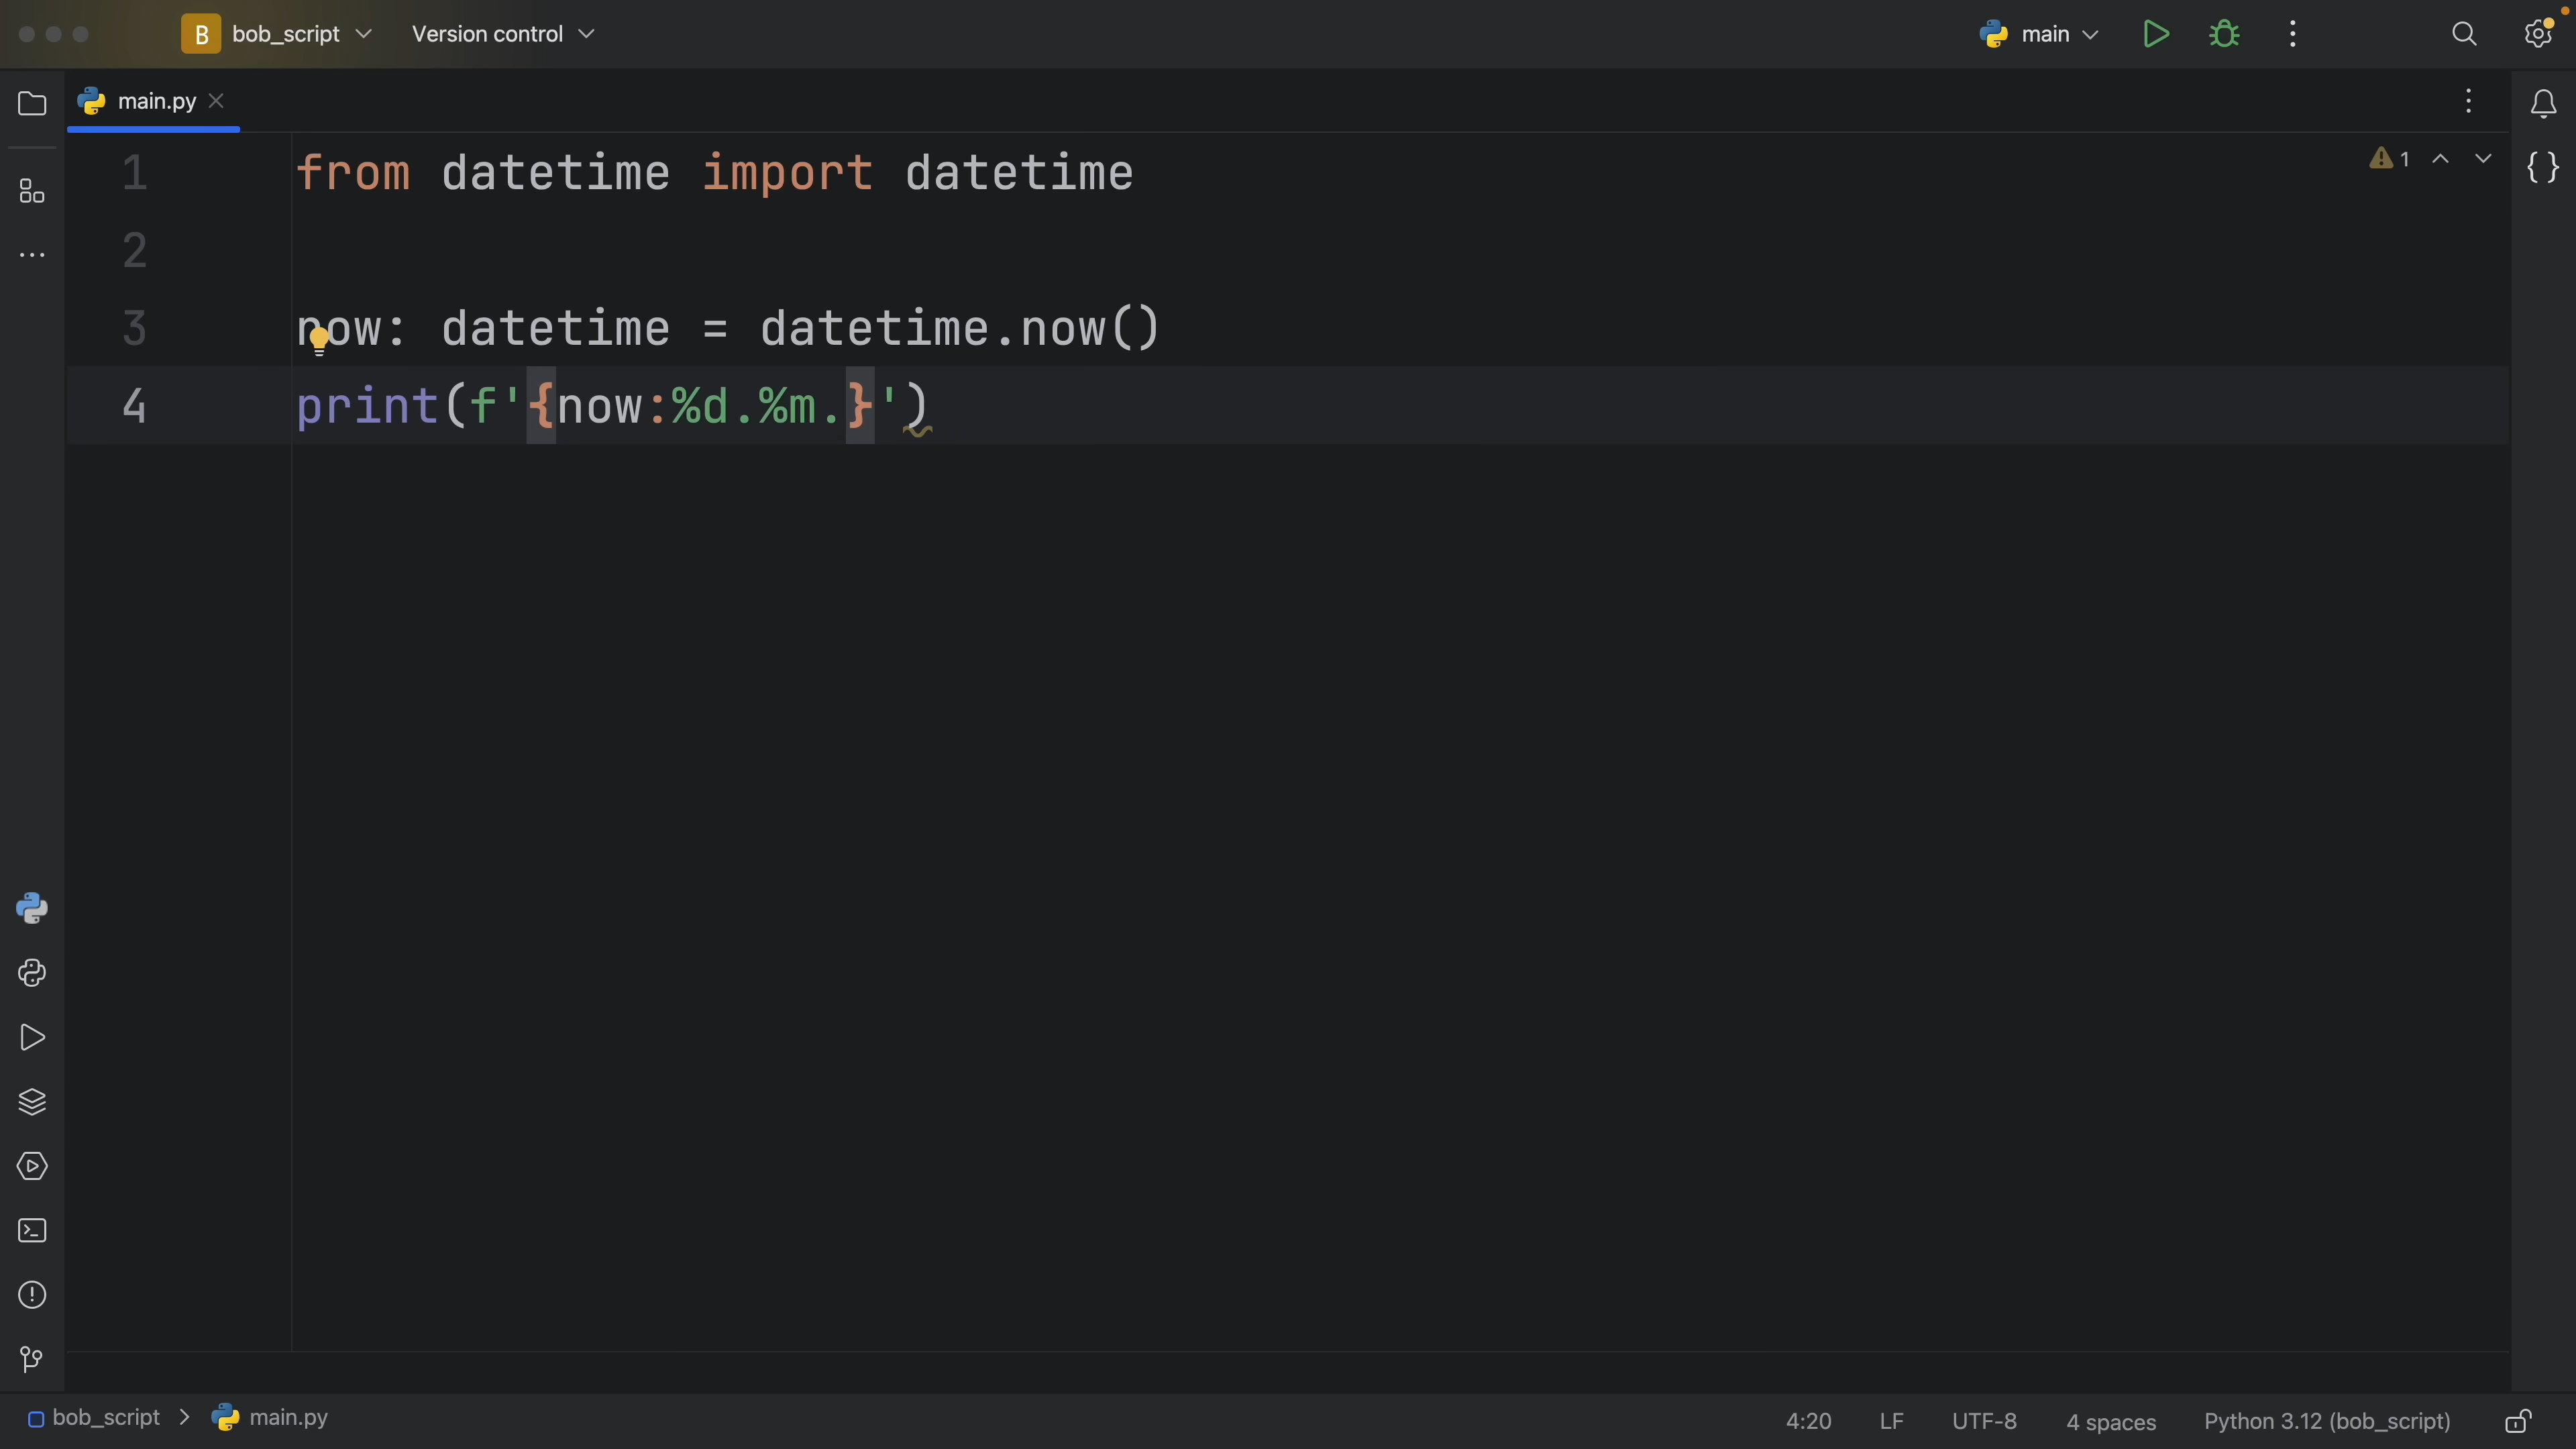 B bob_script Version control main
main.py
1 from datetime import datetime
1
2
3 now: datetime = datetime.now()
4 print(f'{now:%d.%m.}')
bob_script > main.py 4:20 LF UTF-8 4 spaces Python 3.12 (bob_script)